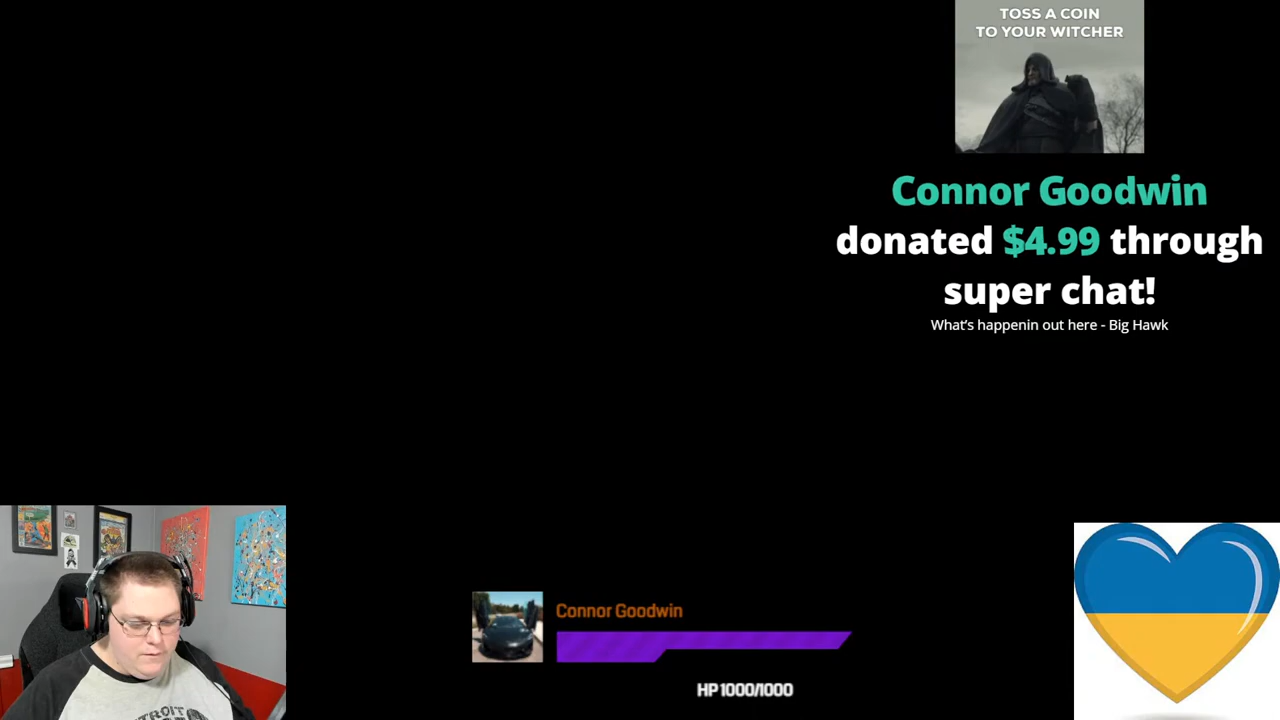 TOSS A COIN
TO YOUR WITCHER
Connor Goodwin
donated $4.99 through
super chat!
What's happenin out here - Big Hawk
Connor Goodwin
HP 1000/1000